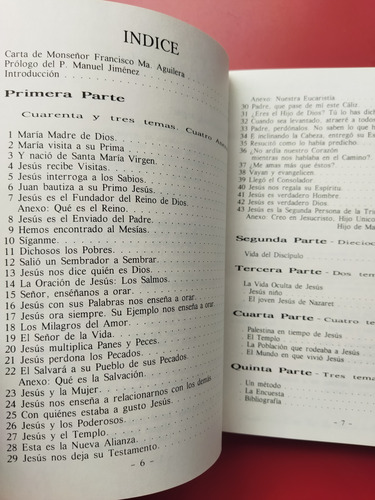 INDICE
Carta de Monseñor Francisco Ma. Aguilera
Prólogo del P. Manuel Jiménez
Introducción
Primera Parte
Cuarenta y tres temas. Cuatro
1 María Madre de Dios.
2 María visita a su Prima
3 Y nació de Santa María Virgen.
4 Jesús recibe Visitas.
5 Jesús interroga a los Sabios.
6 Juan bautiza a su Primo Jesús.
7 Jesús es el Fundador del Reino de Dios.
Anexo: Qué es el Reino.
8 Jesús es el Enviado del Padre.
9 Hemos encontrado al Mesías.
10 Síganme.
11 Dichosos los Pobres.
12 Salió un Sembrador a Sembrar.
13 Jesús nos dice quién es Dios.
14 La Oración de Jesús: Los Salmos.
15 Señor, enséñanos a orar.
16 Jesús con sus Palabras nos enseña a orar.
17 Jesús ora siempre. Su Ejemplo nos enseña a orar.
18 Los Milagros del Amor.
19 El Señor de la Vida.
20 Jesús multiplica Panes y Peces.
21 Jesús perdona los Pecados.
22 El Salvará a su Pueblo de sus Pecados.
Anexo: Qué es la Salvación.
23 Jesús y la Mujer.
24 Jesús nos enseña a relacionarnos con los demás.
25 Con quiénes estaba a gusto Jesús.
26 Jesús y los Poderosos.
27 Jesús y el Templo
28 Esta es la Nueva Alianza.
29 Jesús nos deja su Testamento.
- 6 -
Anexo: Nuestra Eucaristía
30 Padre, que pase de mí este Cáliz.
31 ¿Eres el Hijo de Dios? Tú lo has dicho
32 Cuando sea levantado, atraeré a todos
33 Padre, perdónalos. No saben lo que
34 E inclinando la Cabeza, entregó su
35 Resucitó como lo había predicho
36 ¿No ardía nuestro Corazón
mientras nos hablaba en el Camino?
37 ¿Me amas más que éstos?
38 Vayan y evangelicen
39 Llegó el Consolador.
40 Jesús nos regala su Espíritu.
41 Jesús es verdadero Hombre
42 Jesús es verdadero Dios
43 Jesús es la Segunda Persona de la
Anexo: Creo en Jesucristo, Hijo
Hijo de
Segunda Parte -
Vida del Discípulo
Tercera Parte - Dos
La Vida Oculta de Jesús
Jesús niño
El joven Jesús de Nazaret
Cuarta Parte - Cuatro
Palestina en tiempo de Jesús
El Templo
La Población que rodeaba a Jesús
El Mundo en que vivió Jesús
Quinta Parte - Tres
Un método
La Encuesta
Bibliografía
- 7 -